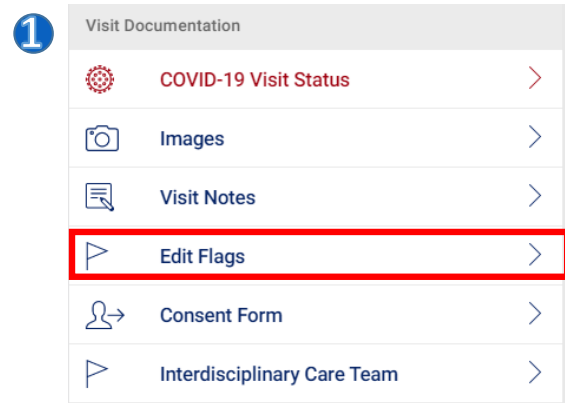 1
Visit Documentation
COVID-19 Visit Status
Images
Visit Notes
Edit Flags
Consent Form
Interdisciplinary Care Team